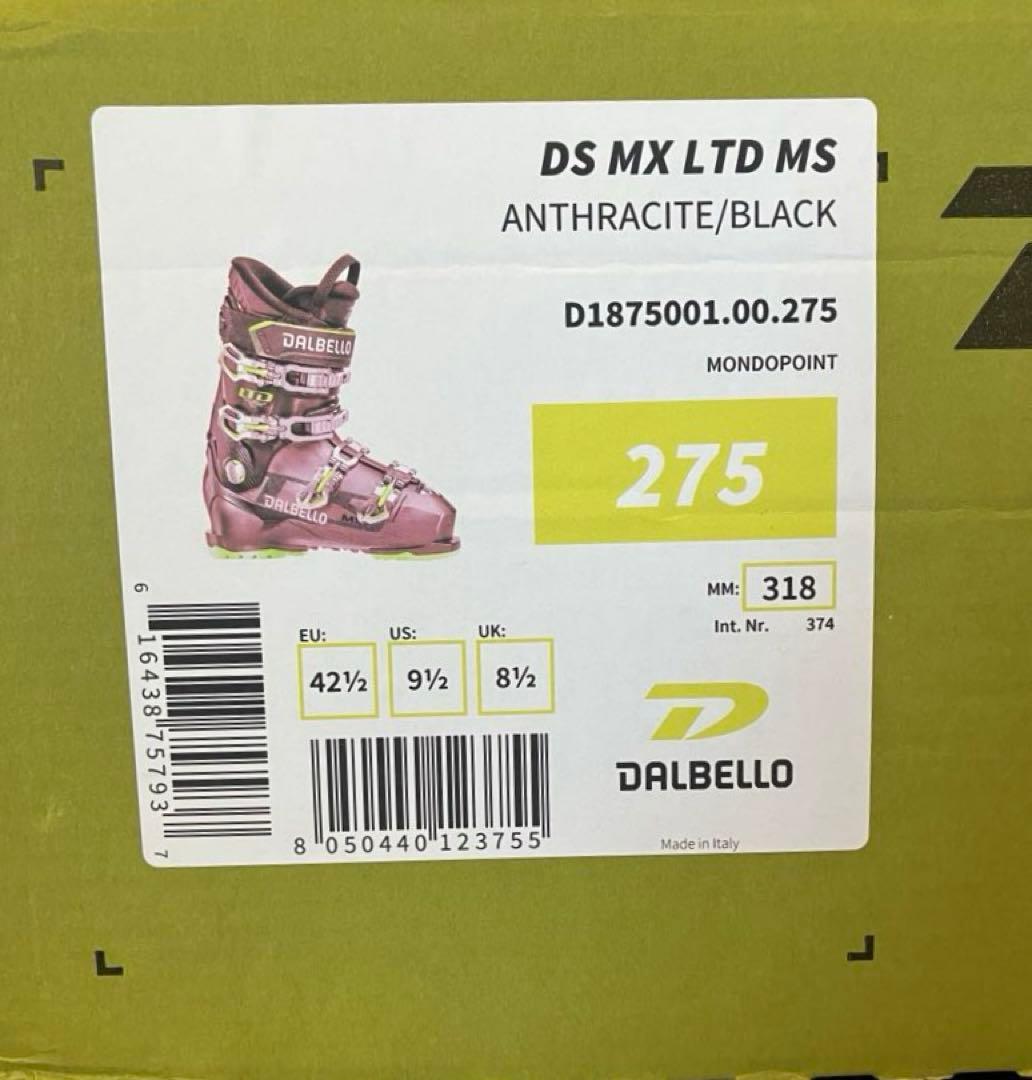 DS MX LTD MS
ANTHRACITE/BLACK
D1875001.00.275
MONDOPOINT
275
DALBELLO
LTD
DALBELLO
MM: 318
Int. Nr. 374
EU: US: UK:
42½ 9½ 8½
6 16438 75793 7
8 050440 123755
DALBELLO
Made in Italy